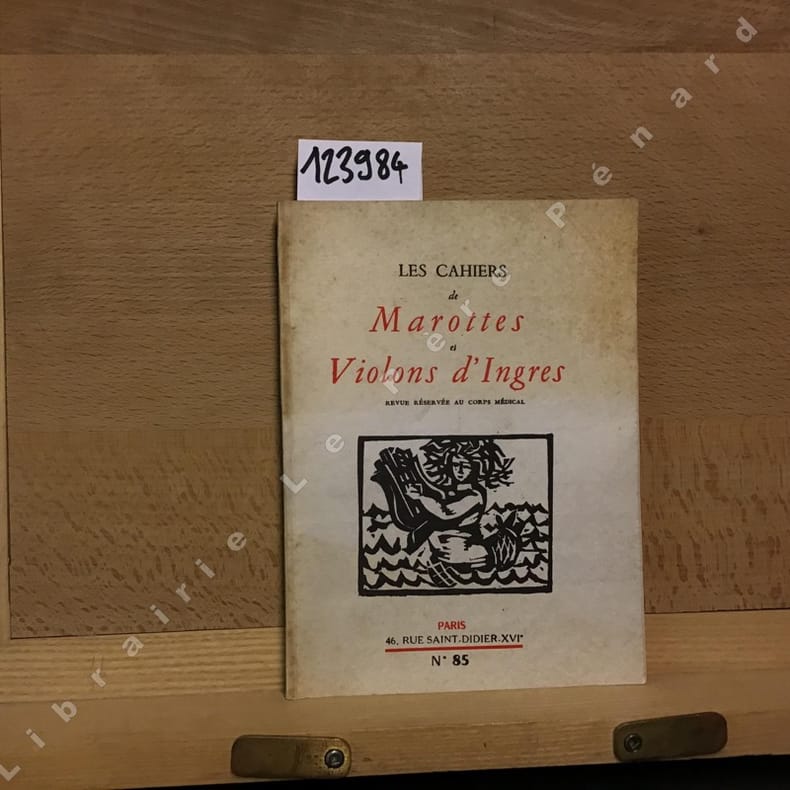 123984
LES CAHIERS
de
Marottes
et
Violons d'Ingres
REVUE RÉSERVÉE AU CORPS MÉDICAL
PARIS
46, RUE SAINT-DIDIER-XVIe
N° 85
Librairie Le Père Pénard